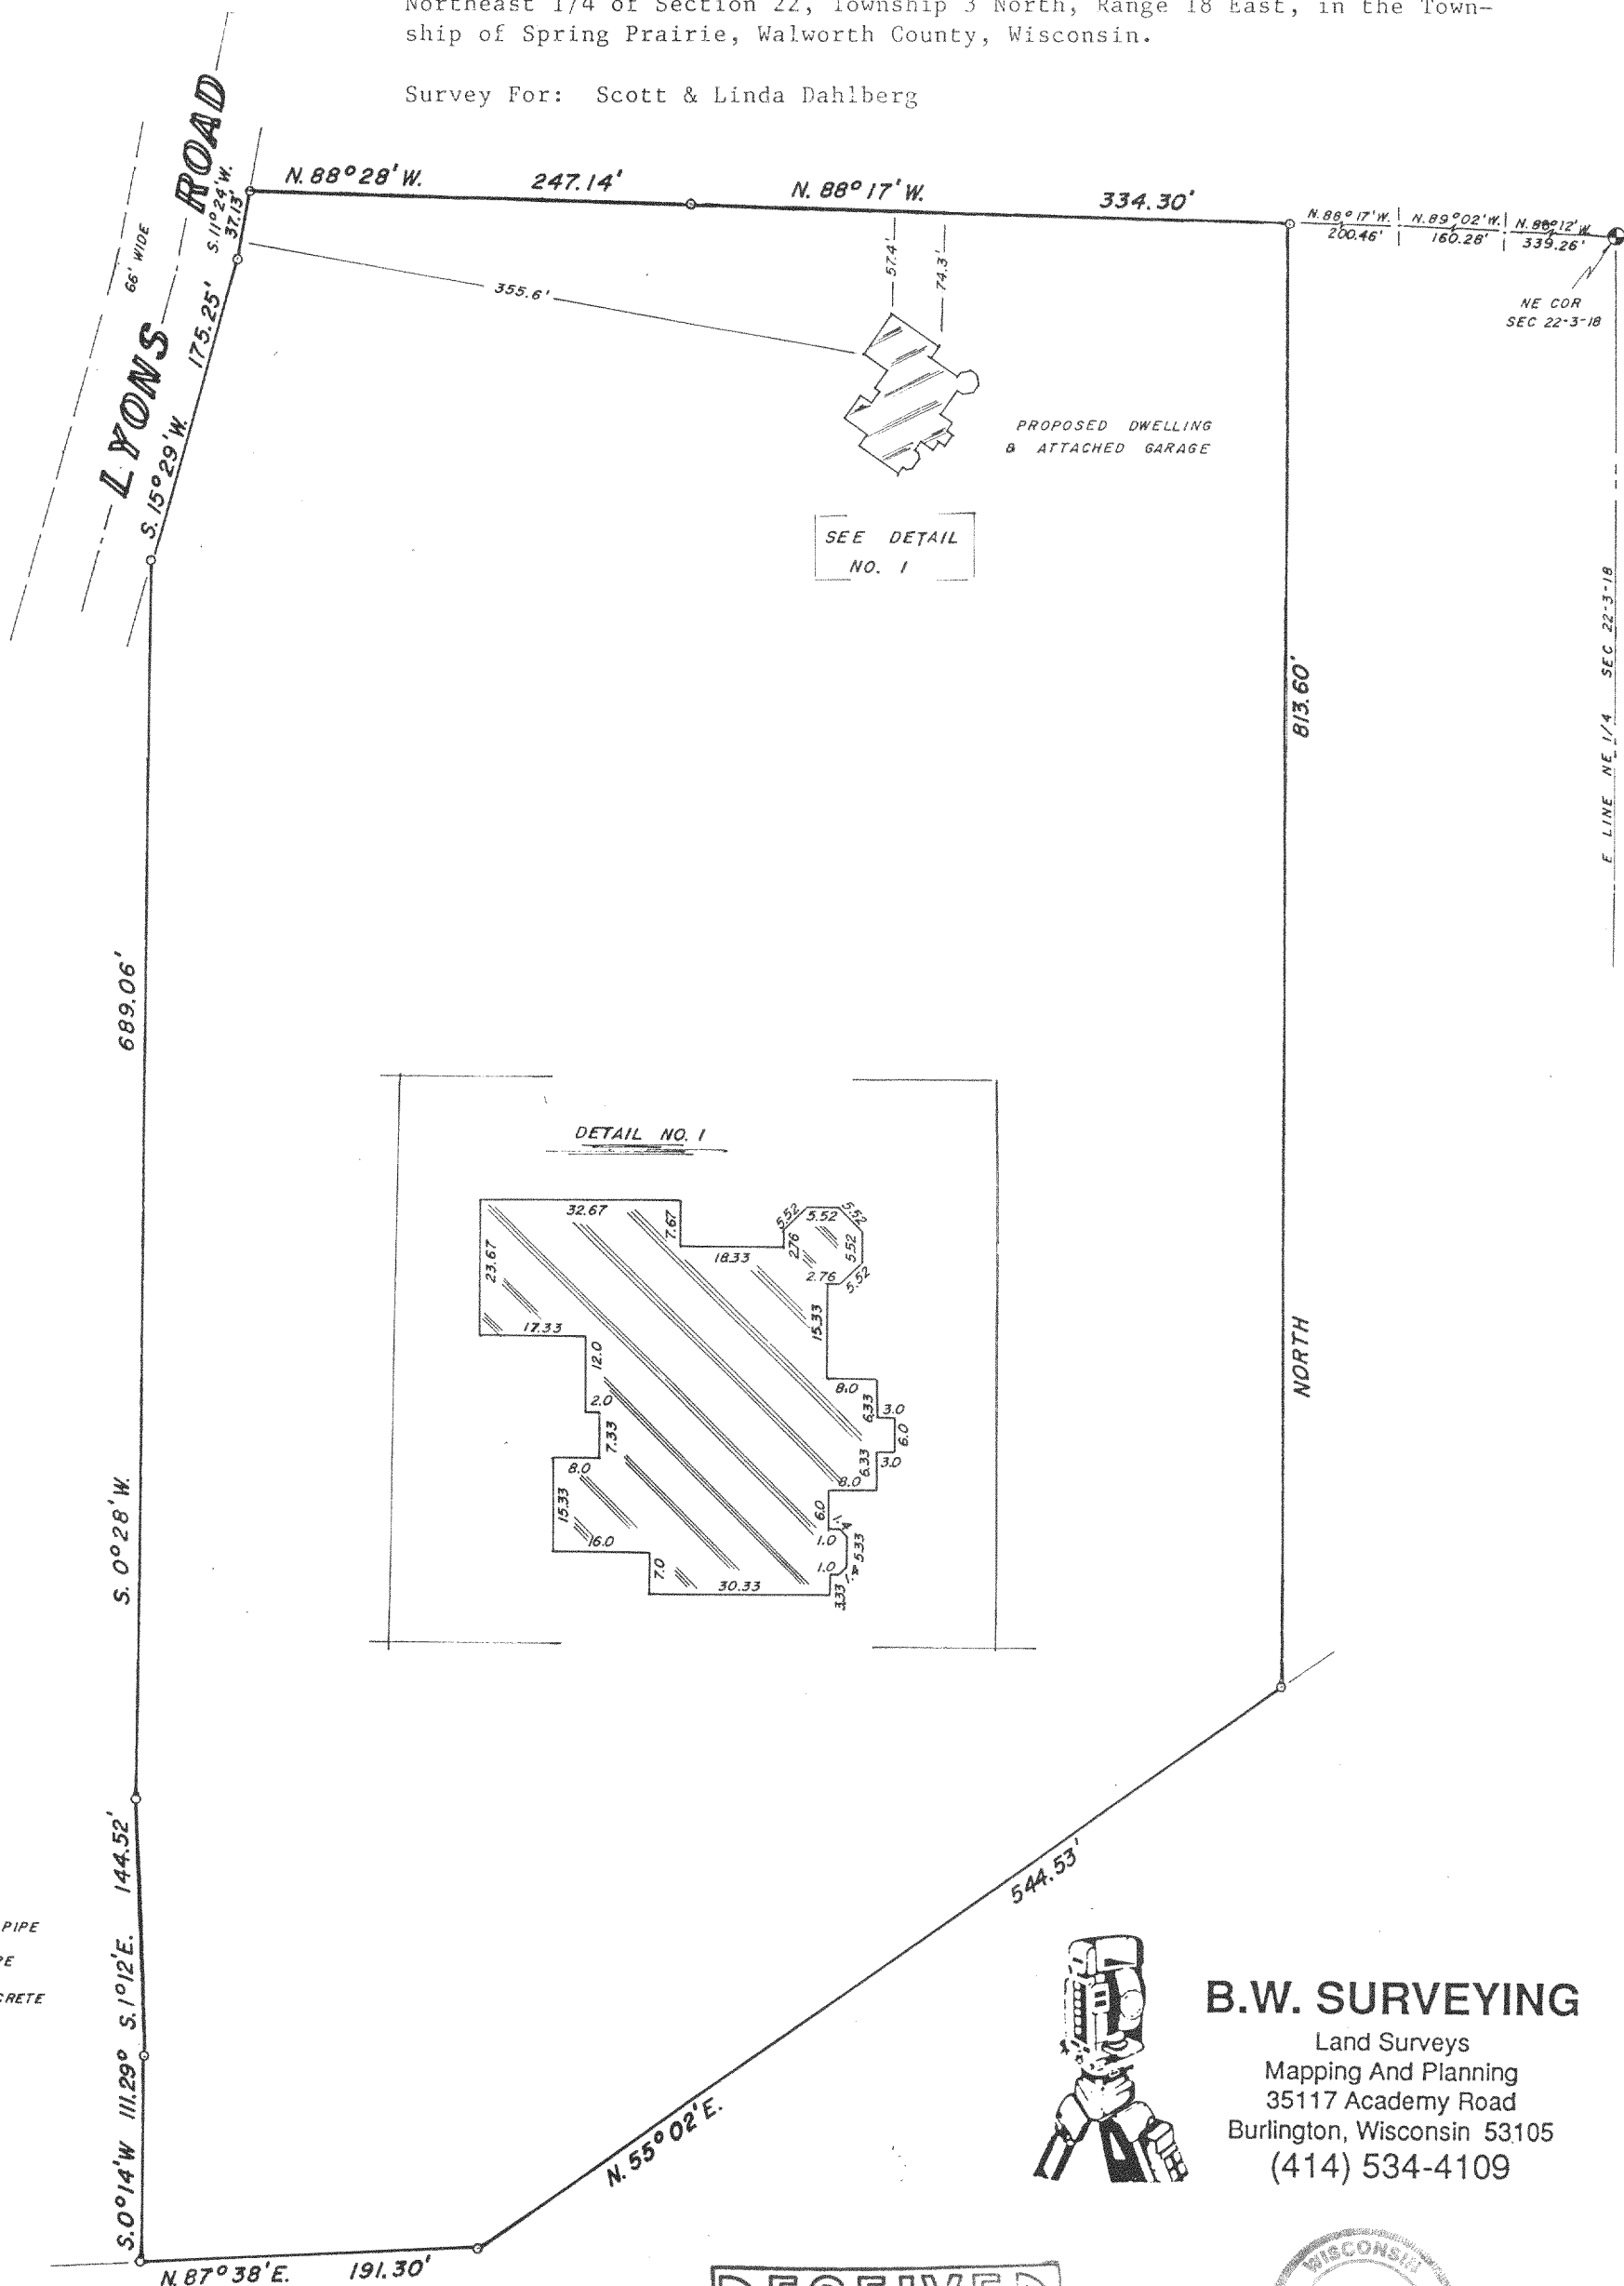 Northeast 1/4 of Section 22, Township 3 North, Range 18 East, in the Town-
ship of Spring Prairie, Walworth County, Wisconsin.
Survey For: Scott & Linda Dahlberg
LYONS ROAD
66' WIDE
N. 88° 28' W. 247.14'
N. 88° 17' W. 334.30'
N. 88° 17' W.
200.46'
N. 89° 02' W.
160.28'
N. 88° 12' W.
339.26'
NE COR
SEC 22-3-18
E LINE NE 1/4 SEC 22-3-18
S. 11° 24' W.
37.13'
S. 15° 29' W. 175.25'
355.6'
57.4'
74.3'
PROPOSED DWELLING
& ATTACHED GARAGE
SEE DETAIL
NO. 1
813.60'
NORTH
689.06'
S. 0° 28' W.
DETAIL NO. 1
32.67
7.67
18.33
2.76
5.52
5.52
5.52
5.52
5.52
2.76
23.67
17.33
15.33
12.0
2.0
7.33
8.0
6.33
3.0
6.0
3.0
6.33
8.0
8.0
15.33
16.0
6.0
1.0
5.33
1.0
7.0
30.33
3.33
144.52'
S. 1° 12' E.
111.29°
S. 0° 14' W
N. 87° 38' E. 191.30'
N. 55° 02' E.
544.53'
PIPE
PE
CRETE
B.W. SURVEYING
Land Surveys
Mapping And Planning
35117 Academy Road
Burlington, Wisconsin 53105
(414) 534-4109
RECEIVED
WISCONSIN